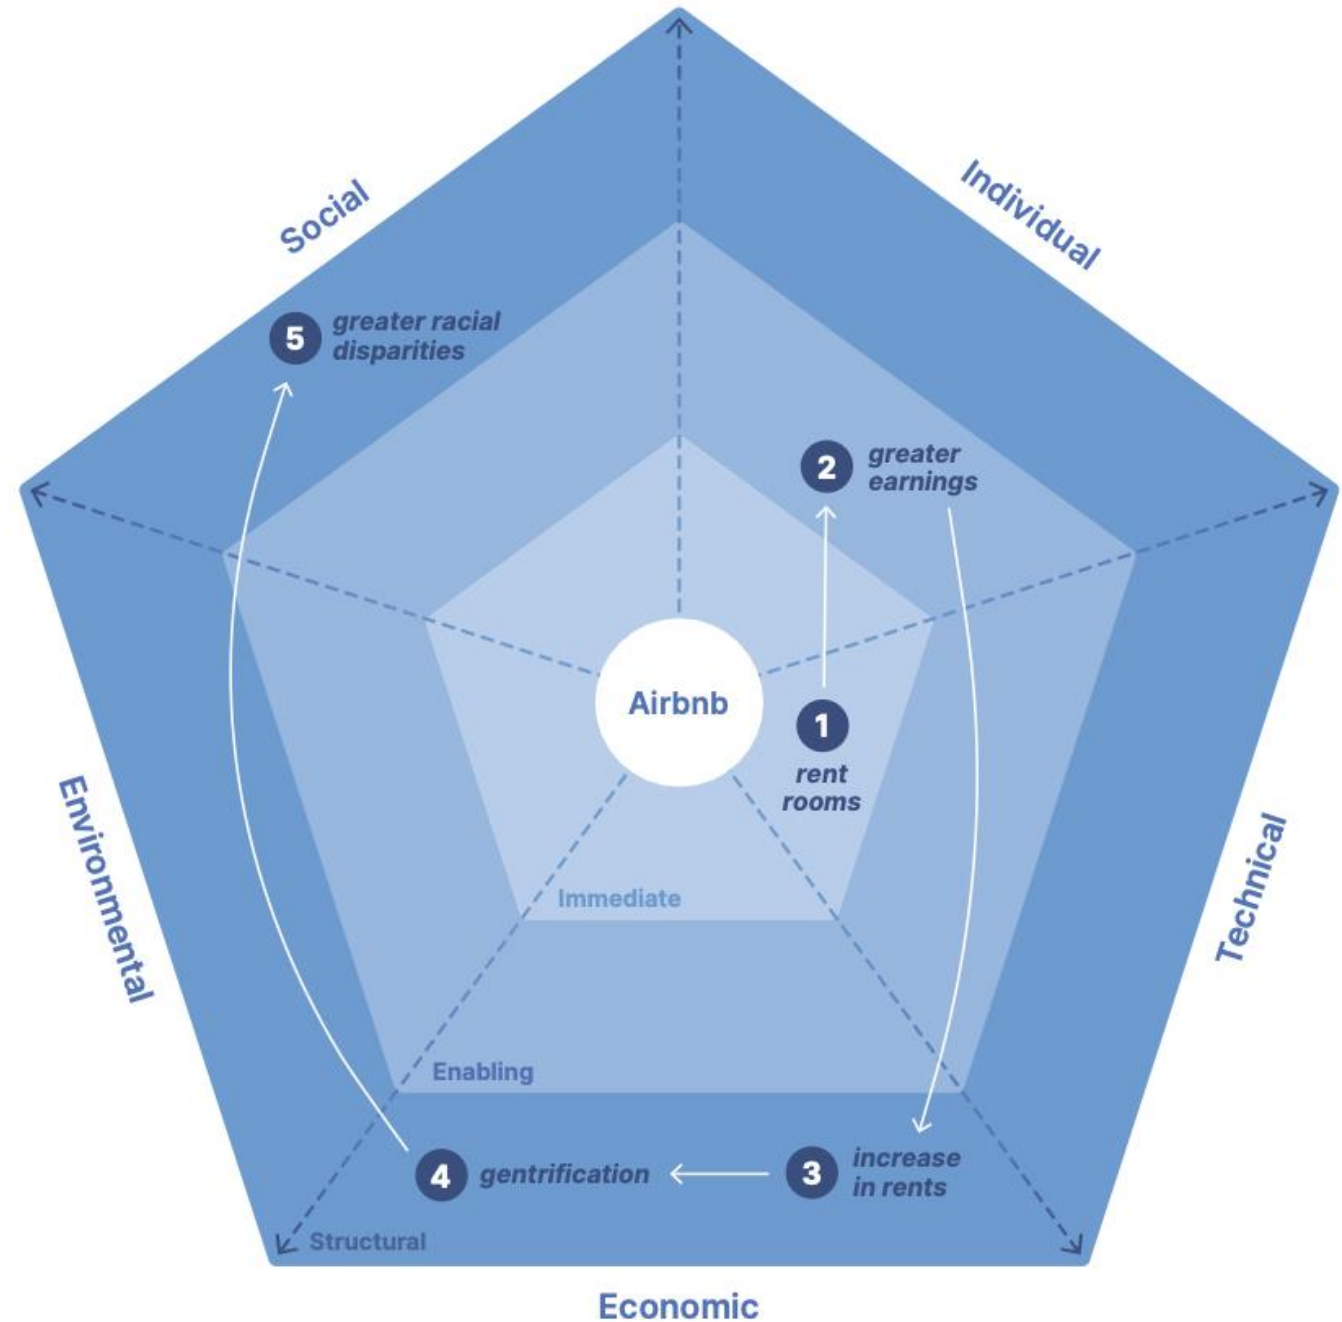 Social
Individual
5
greater racial
disparities
2
greater
earnings
Airbnb
1
rent
rooms
Environmental
Technical
Immediate
Enabling
4
gentrification
3
increase
in rents
Structural
Economic